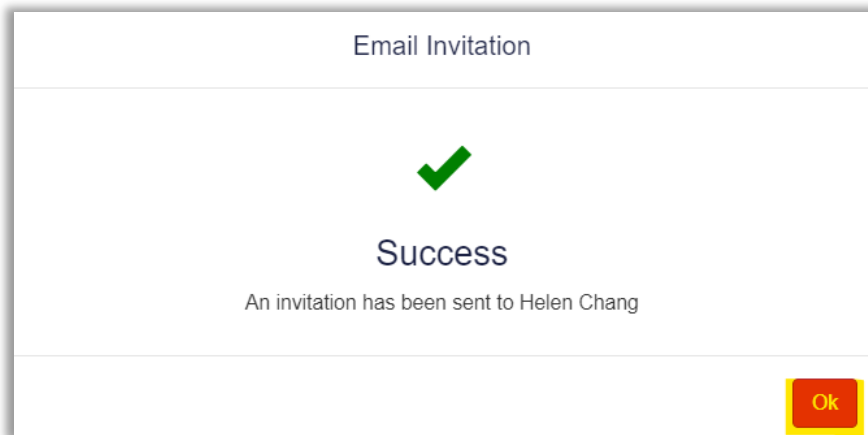 Email Invitation
Success
An invitation has been sent to Helen Chang
Ok